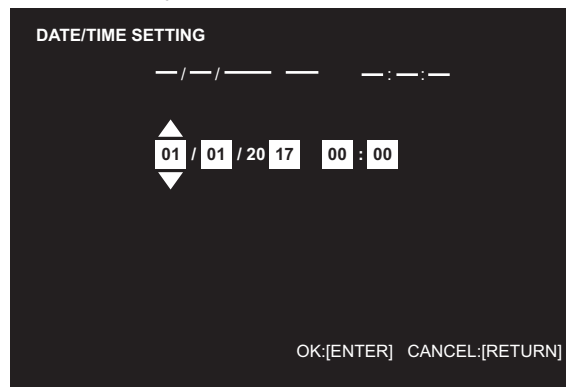 DATE/TIME SETTING
—/—/—— — —:—:—
01 / 01 / 20 17 00 : 00
OK:[ENTER] CANCEL:[RETURN]